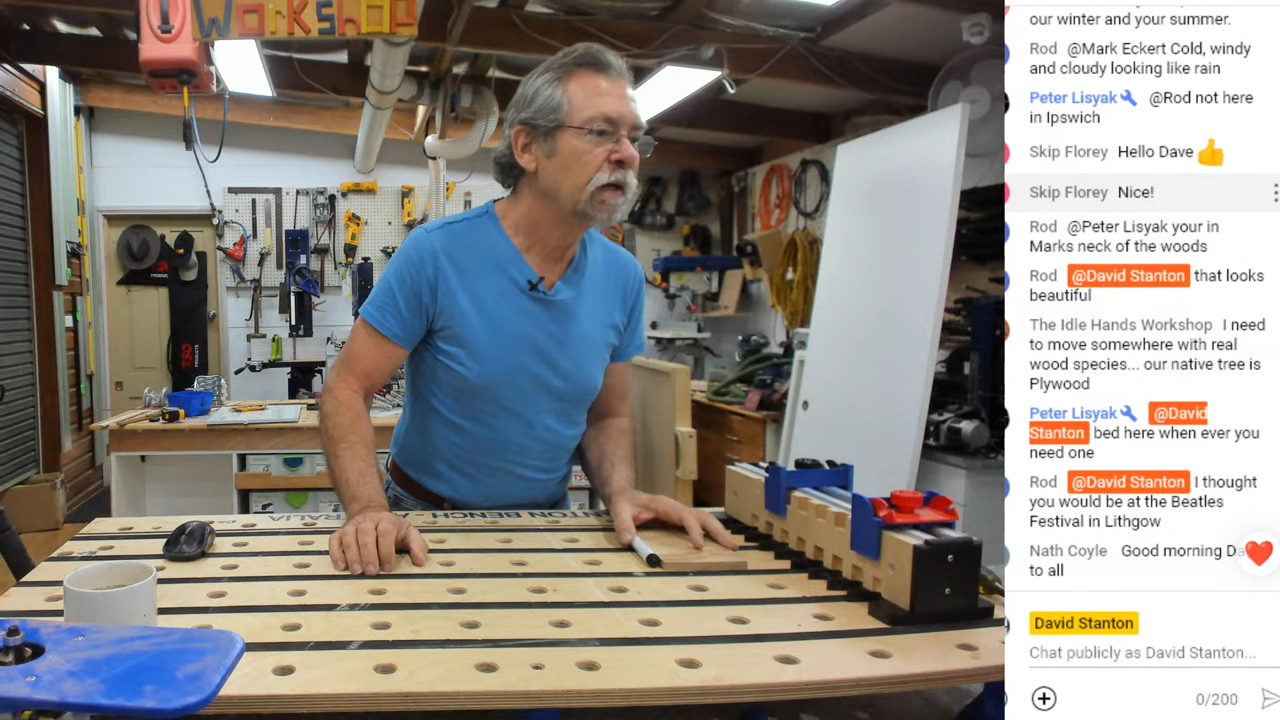 Workshop
our winter and your summer.
Rod @Mark Eckert Cold, windy
and cloudy looking like rain
Peter Lisyak @Rod not here
in Ipswich
Skip Florey Hello Dave 👍
Skip Florey Nice!
Rod @Peter Lisyak your in
Marks neck of the woods
Rod @David Stanton that looks
beautiful
The Idle Hands Workshop I need
to move somewhere with real
wood species... our native tree is
Plywood
Peter Lisyak @David
Stanton bed here when ever you
need one
Rod @David Stanton I thought
you would be at the Beatles
Festival in Lithgow
Nath Coyle Good morning
to all
David Stanton
Chat publicly as David Stanton...
0/200
TSO
PRODUCTS